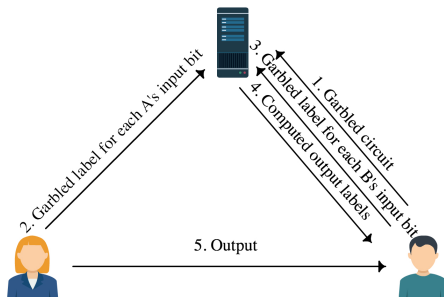 1. Garbled circuit
2. Garbled label for each A's input bit
3. Garbled label for each B's input bit
4. Computed output labels
5. Output